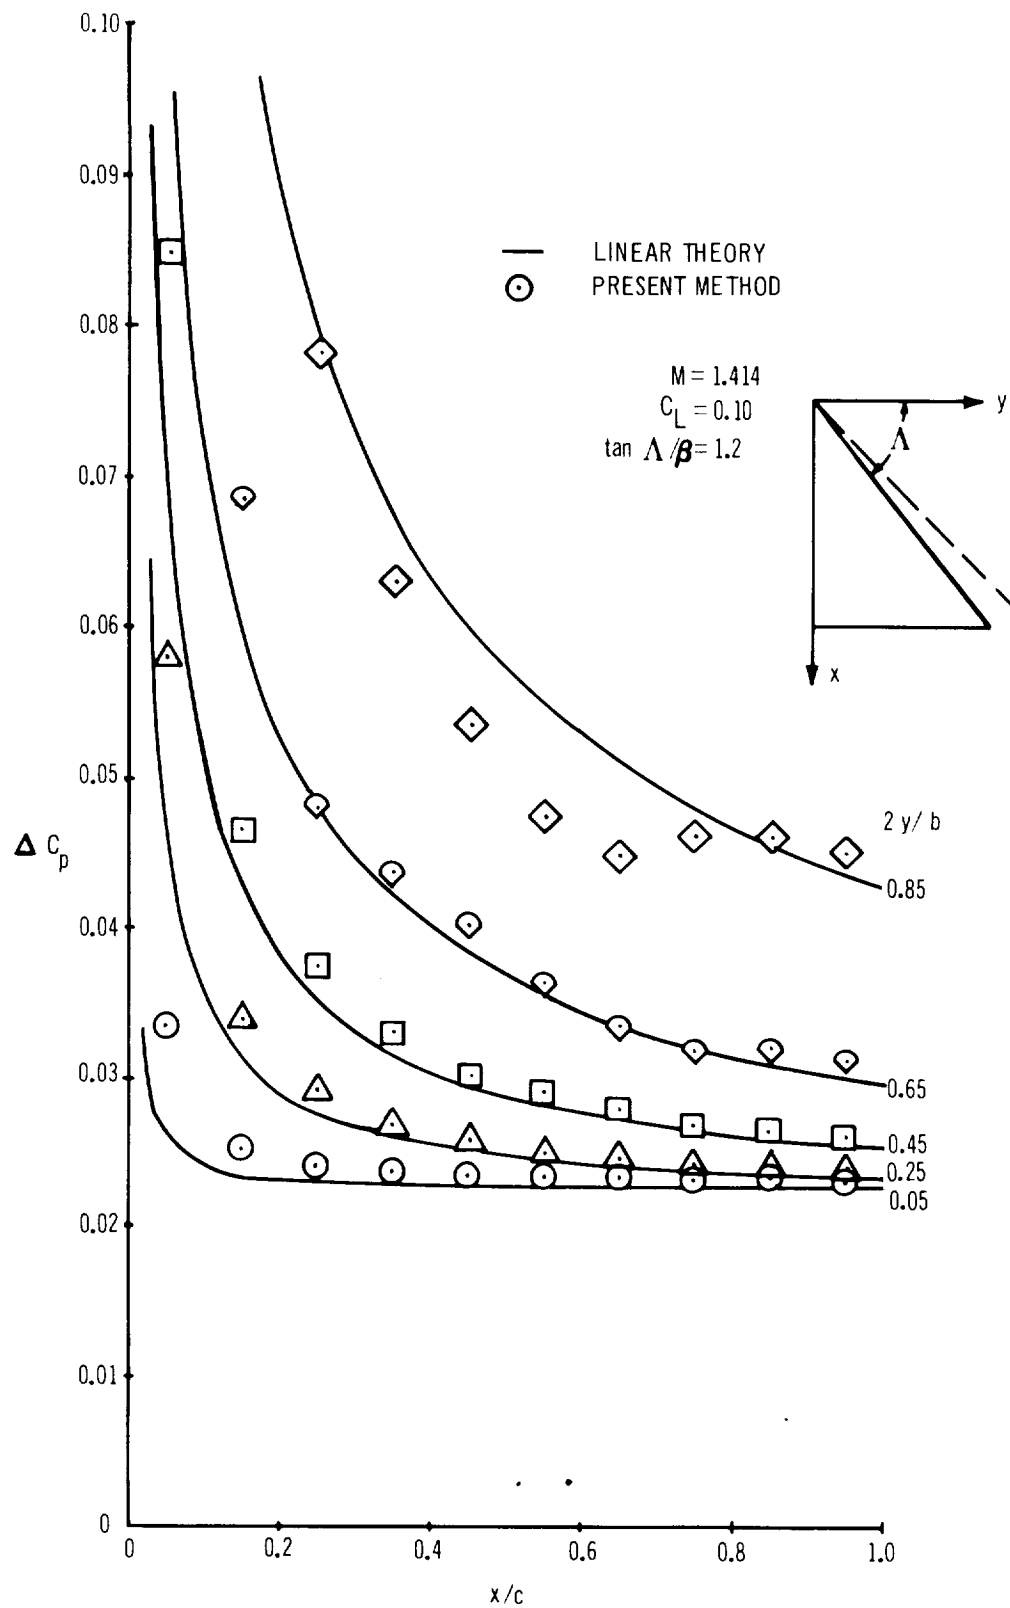 0.10
0.09
0.08
0.07
0.06
0.05
0.04
0.03
0.02
0.01
0
Δ Cp
0
0.2
0.4
0.6
0.8
1.0
x/c
LINEAR THEORY
PRESENT METHOD
M = 1.414
CL = 0.10
tan Λ/β = 1.2
y
Λ
x
2 y/ b
0.85
0.65
0.45
0.25
0.05